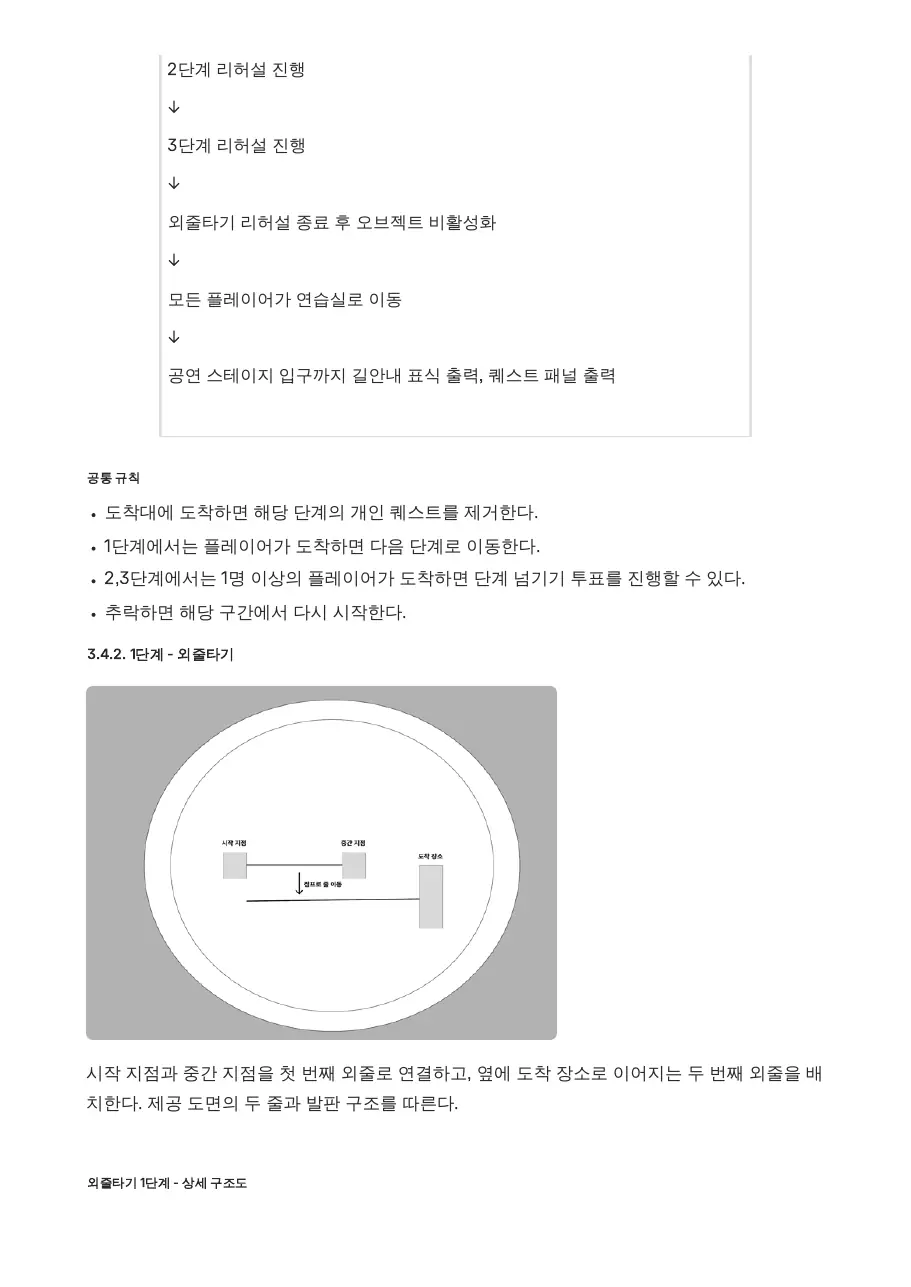 2단계 리허설 진행
↓
3단계 리허설 진행
↓
외줄타기 리허설 종료 후 오브젝트 비활성화
↓
모든 플레이어가 연습실로 이동
↓
공연 스테이지 입구까지 길안내 표식 출력, 퀘스트 패널 출력
공통 규칙
• 도착대에 도착하면 해당 단계의 개인 퀘스트를 제거한다.
• 1단계에서는 플레이어가 도착하면 다음 단계로 이동한다.
• 2,3단계에서는 1명 이상의 플레이어가 도착하면 단계 넘기기 투표를 진행할 수 있다.
• 추락하면 해당 구간에서 다시 시작한다.
3.4.2. 1단계 - 외줄타기
시작 지점
중간 지점
도착 장소
점프로 줄 이동
시작 지점과 중간 지점을 첫 번째 외줄로 연결하고, 옆에 도착 장소로 이어지는 두 번째 외줄을 배
치한다. 제공 도면의 두 줄과 발판 구조를 따른다.
외줄타기 1단계 - 상세 구조도